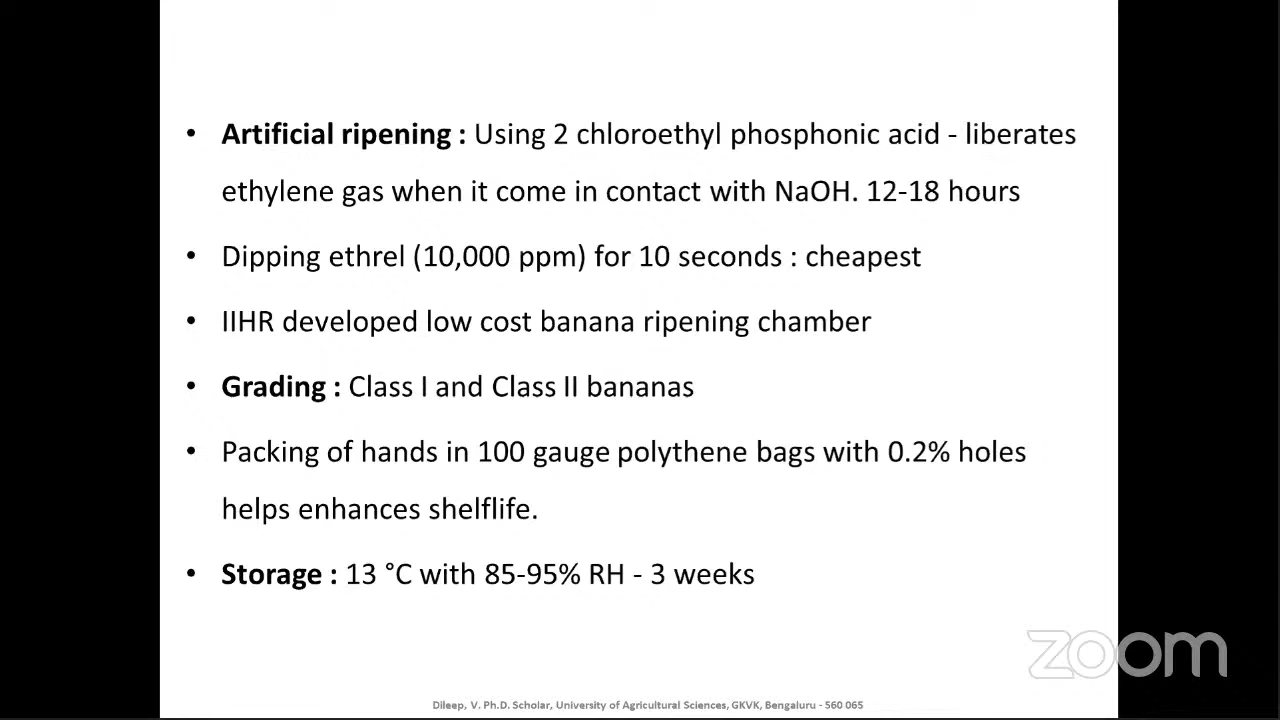 • Artificial ripening : Using 2 chloroethyl phosphonic acid - liberates
ethylene gas when it come in contact with NaOH. 12-18 hours
• Dipping ethrel (10,000 ppm) for 10 seconds : cheapest
• IIHR developed low cost banana ripening chamber
• Grading : Class I and Class II bananas
• Packing of hands in 100 gauge polythene bags with 0.2% holes
helps enhances shelflife.
• Storage : 13 °C with 85-95% RH - 3 weeks
zoom
Dileep, V. Ph.D. Scholar, University of Agricultural Sciences, GKVK, Bengaluru - 560 065